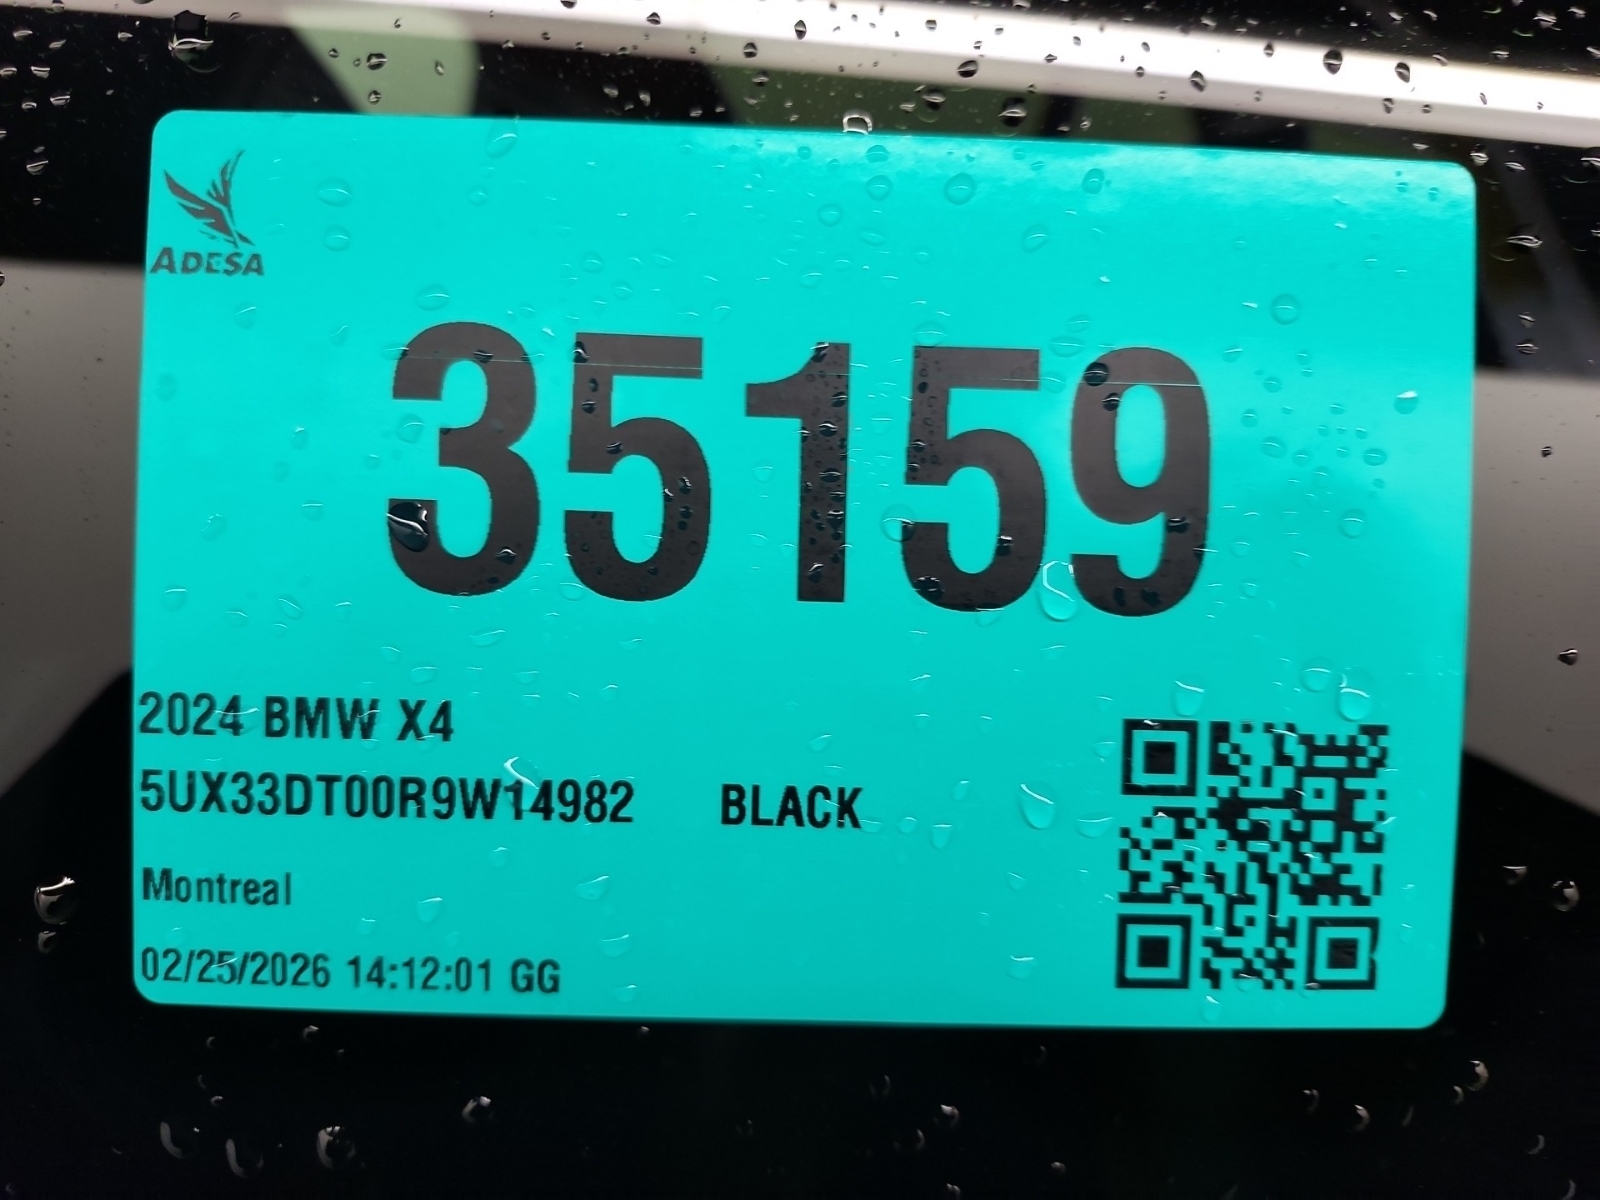 ADESA
35159
2024 BMW X4
5UX33DT00R9W14982 BLACK
Montreal
02/25/2026 14:12:01 GG